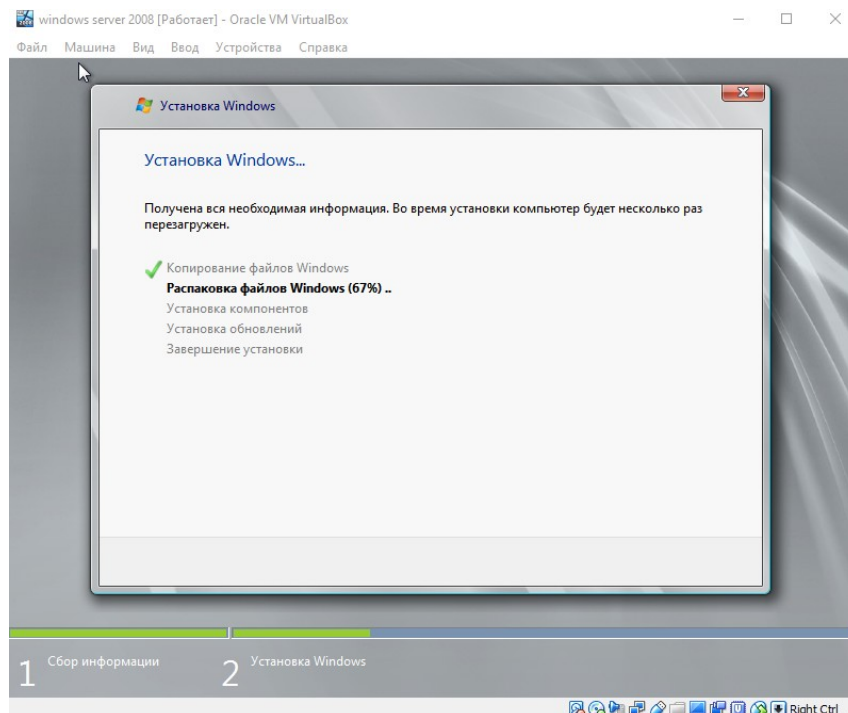 windows server 2008 [Работает] - Oracle VM VirtualBox
Файл Машина Вид Ввод Устройства Справка
Установка Windows
Установка Windows...
Получена вся необходимая информация. Во время установки компьютер будет несколько раз
перезагружен.
Копирование файлов Windows
Распаковка файлов Windows (67%) ..
Установка компонентов
Установка обновлений
Завершение установки
1 Сбор информации 2 Установка Windows
Right Ctrl